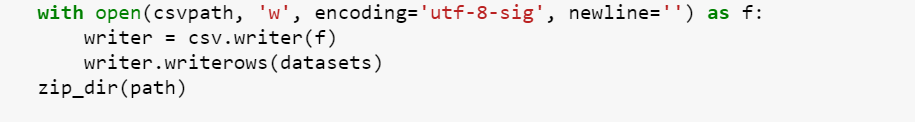 with open(csvpath, 'w', encoding='utf-8-sig', newline='') as f:
    writer = csv.writer(f)
    writer.writerows(datasets)
zip_dir(path)